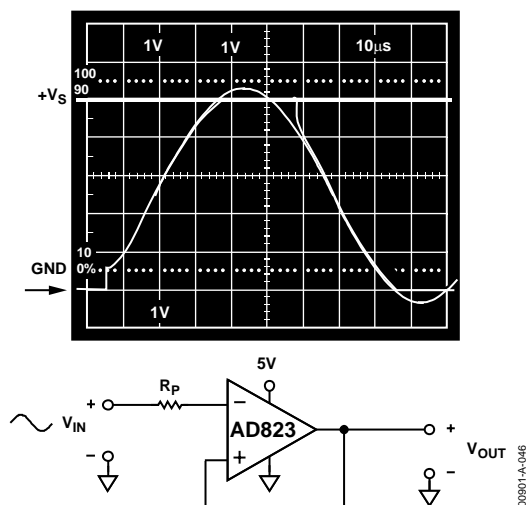 1V 1V 10µs
100
+VS 90
10
GND 0%
1V
5V
RP
+ − + VIN AD823 VOUT
− + −
00901-A-046